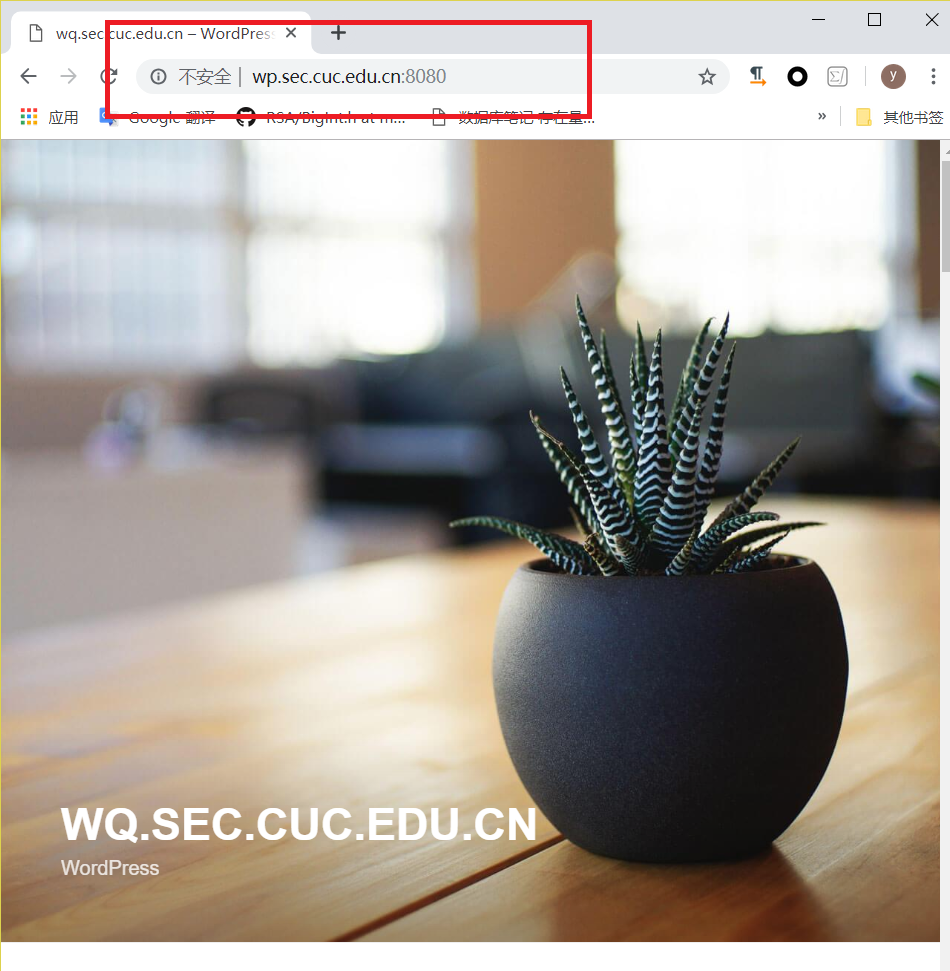 wq.sec.cuc.edu.cn – WordPress
不安全 | wp.sec.cuc.edu.cn:8080
y
应用 Google 翻译 RSA/BigInt.h at m... 数据库笔记 存在量... » 其他书签
WQ.SEC.CUC.EDU.CN
WordPress